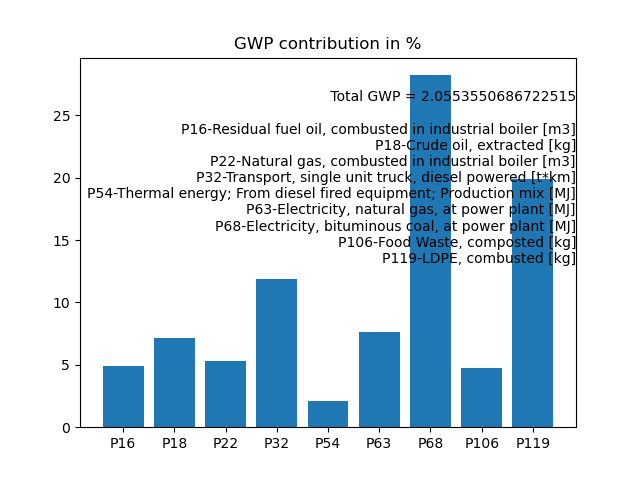 GWP contribution in %
Total GWP = 2.0553550686722515
P16-Residual fuel oil, combusted in industrial boiler [m3]
P18-Crude oil, extracted [kg]
P22-Natural gas, combusted in industrial boiler [m3]
P32-Transport, single unit truck, diesel powered [t*km]
P54-Thermal energy; From diesel fired equipment; Production mix [MJ]
P63-Electricity, natural gas, at power plant [MJ]
P68-Electricity, bituminous coal, at power plant [MJ]
P106-Food Waste, composted [kg]
P119-LDPE, combusted [kg]
25
20
15
10
5
0
P16 P18 P22 P32 P54 P63 P68 P106 P119